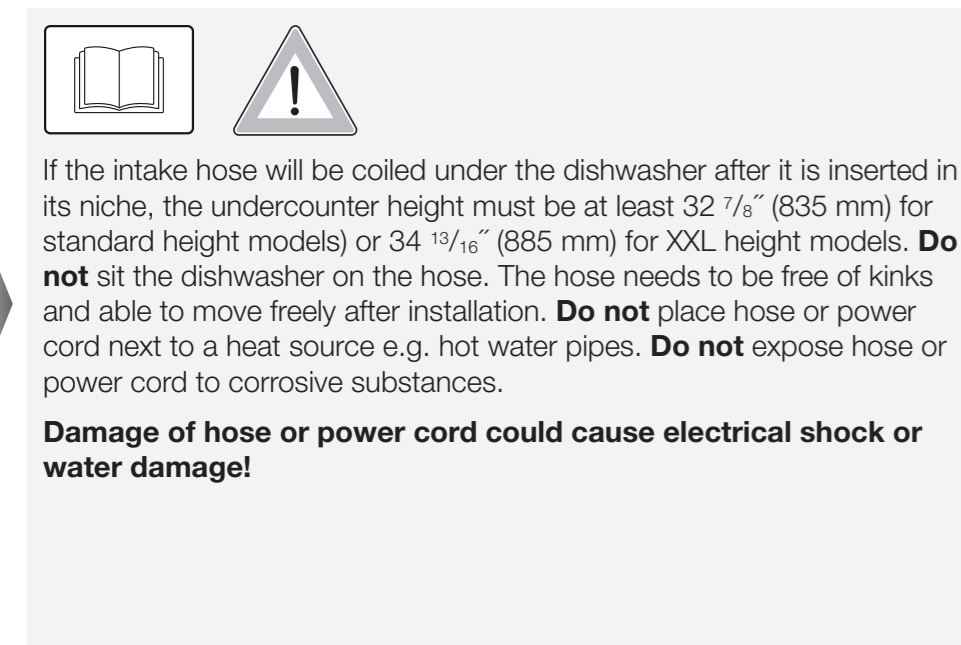 If the intake hose will be coiled under the dishwasher after it is inserted in
its niche, the undercounter height must be at least 32 ⁷/₈˝ (835 mm) for
standard height models) or 34 ¹³/₁₆˝ (885 mm) for XXL height models. Do
not sit the dishwasher on the hose. The hose needs to be free of kinks
and able to move freely after installation. Do not place hose or power
cord next to a heat source e.g. hot water pipes. Do not expose hose or
power cord to corrosive substances.
Damage of hose or power cord could cause electrical shock or
water damage!